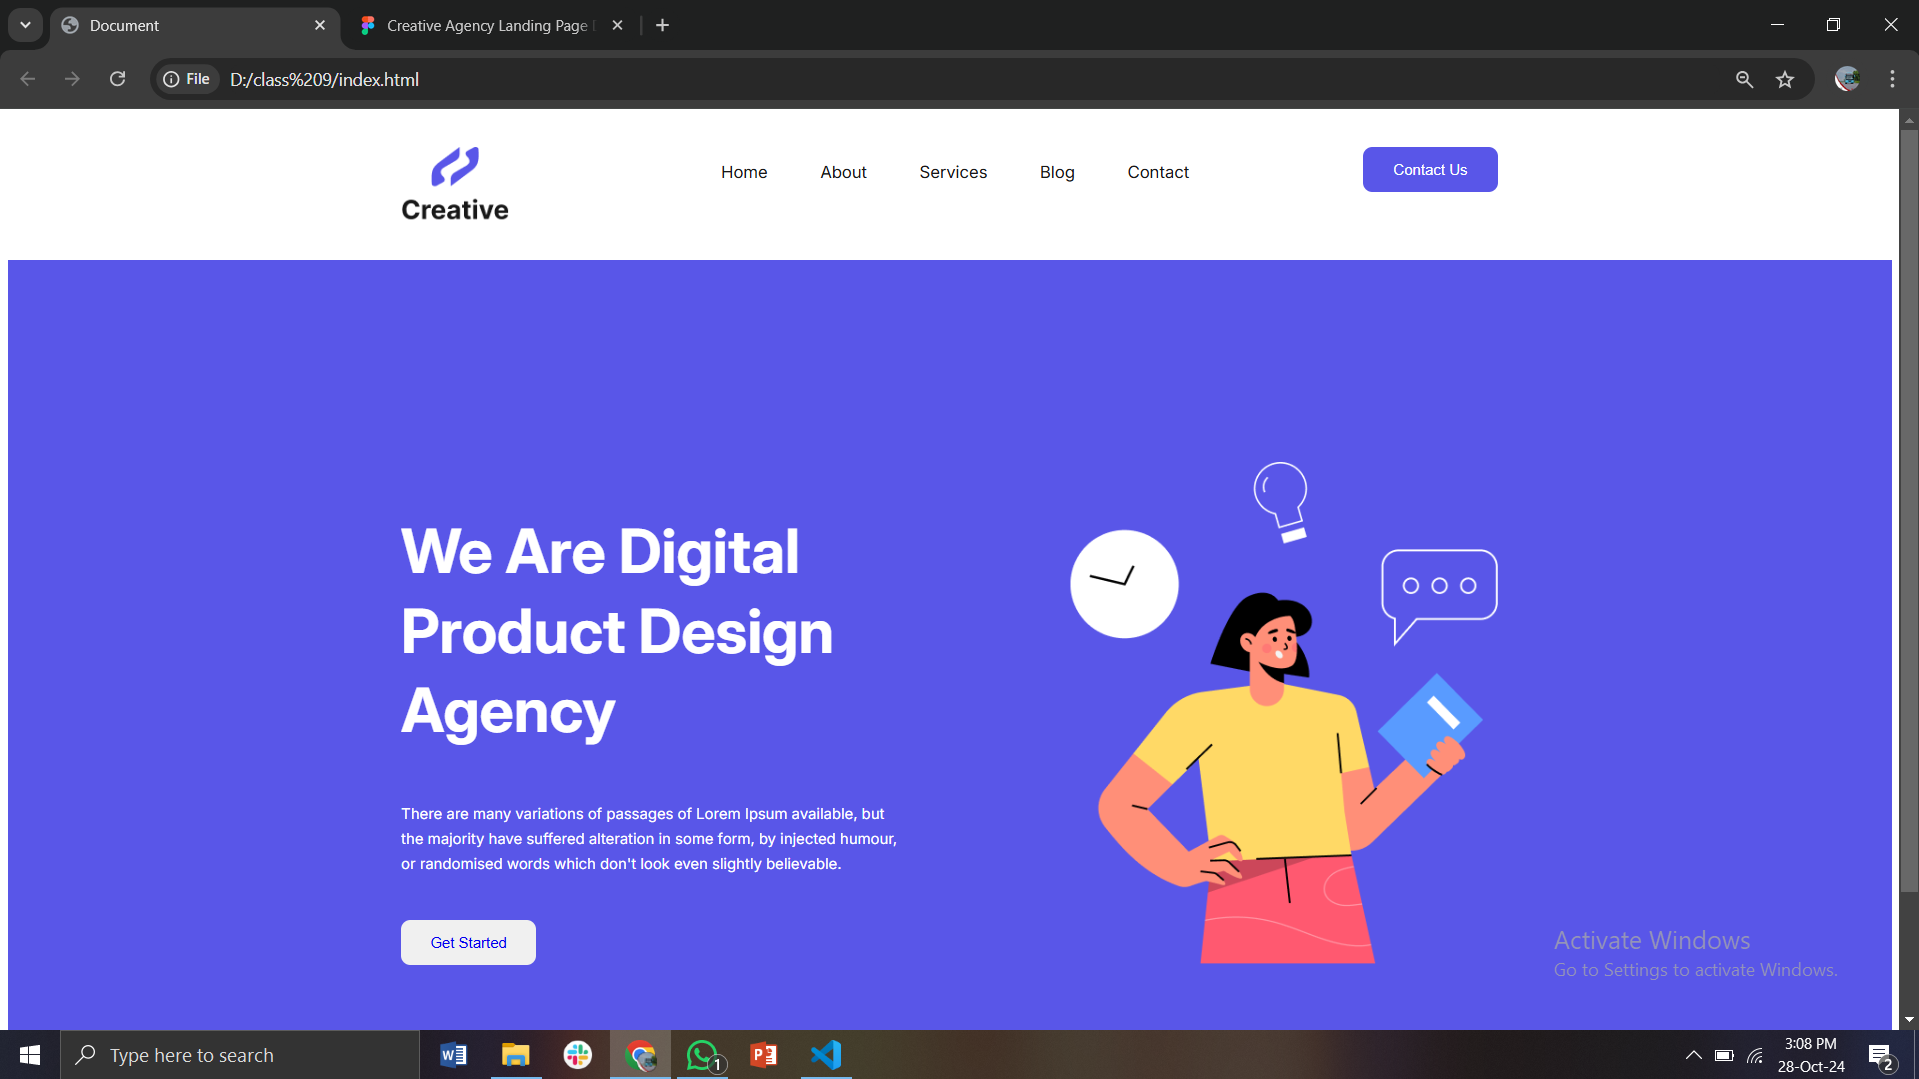 Document
Creative Agency Landing Page
File
D:/class%209/index.html
Creative
Home
About
Services
Blog
Contact
Contact Us
We Are Digital
Product Design
Agency
There are many variations of passages of Lorem Ipsum available, but
the majority have suffered alteration in some form, by injected humour,
or randomised words which don't look even slightly believable.
Get Started
Activate Windows
Go to Settings to activate Windows.
Type here to search
1
3:08 PM
28-Oct-24
2